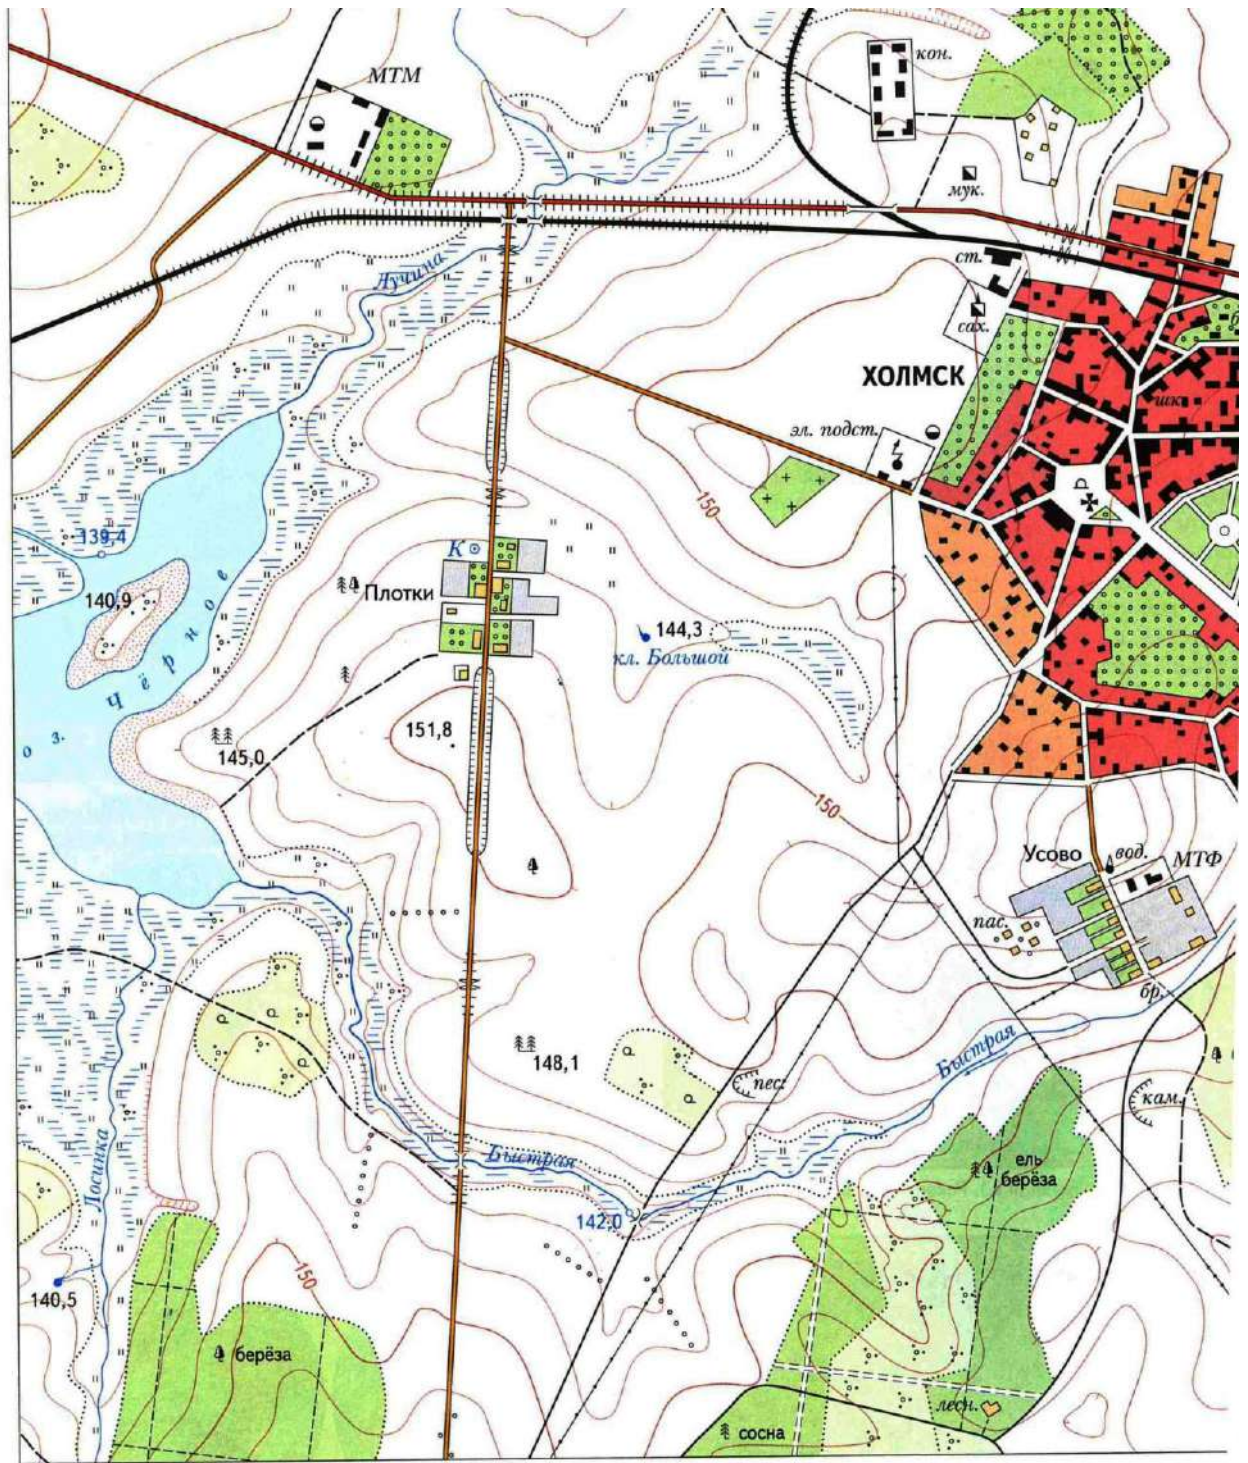 МТМ
кон.
мук.
Лучина
ст.
сах.
ХОЛМСК
шк.
эл. подст.
150
139,4
К
140,9
Плотки
144,3
кл. Большой
оз. Чёрное
151,8
145,0
150
Усово
вод.
МТФ
пас.
бр.
Быстрая
148,1
пес.
кам.
Лосинка
Быстрая
ель
берёза
142,0
150
140,5
берёза
лесн.
сосна